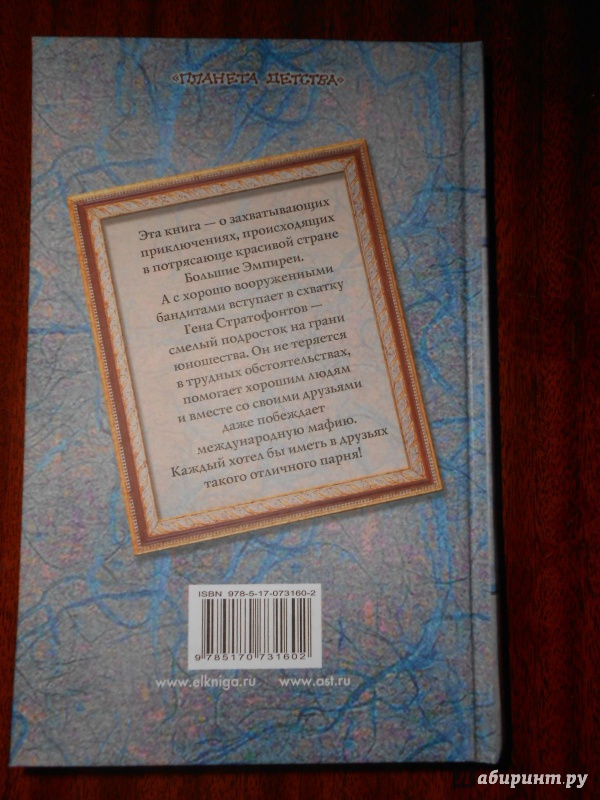 «ПЛАНЕТА ДЕТСТВА»
Эта книга — о захватывающих
приключениях, происходящих
в потрясающе красивой стране
Большие Эмпиреи.
А с хорошо вооруженными
бандитами вступает в схватку
Гена Стратофонтов —
смелый подросток на грани
юношества. Он не теряется
в трудных обстоятельствах,
помогает хорошим людям
и вместе со своими друзьями
даже побеждает
международную мафию.
Каждый хотел бы иметь в друзьях
такого отличного парня!
ISBN 978-5-17-073160-2
9 785170 731602
www.elkniga.ru www.ast.ru
абиринт.ру